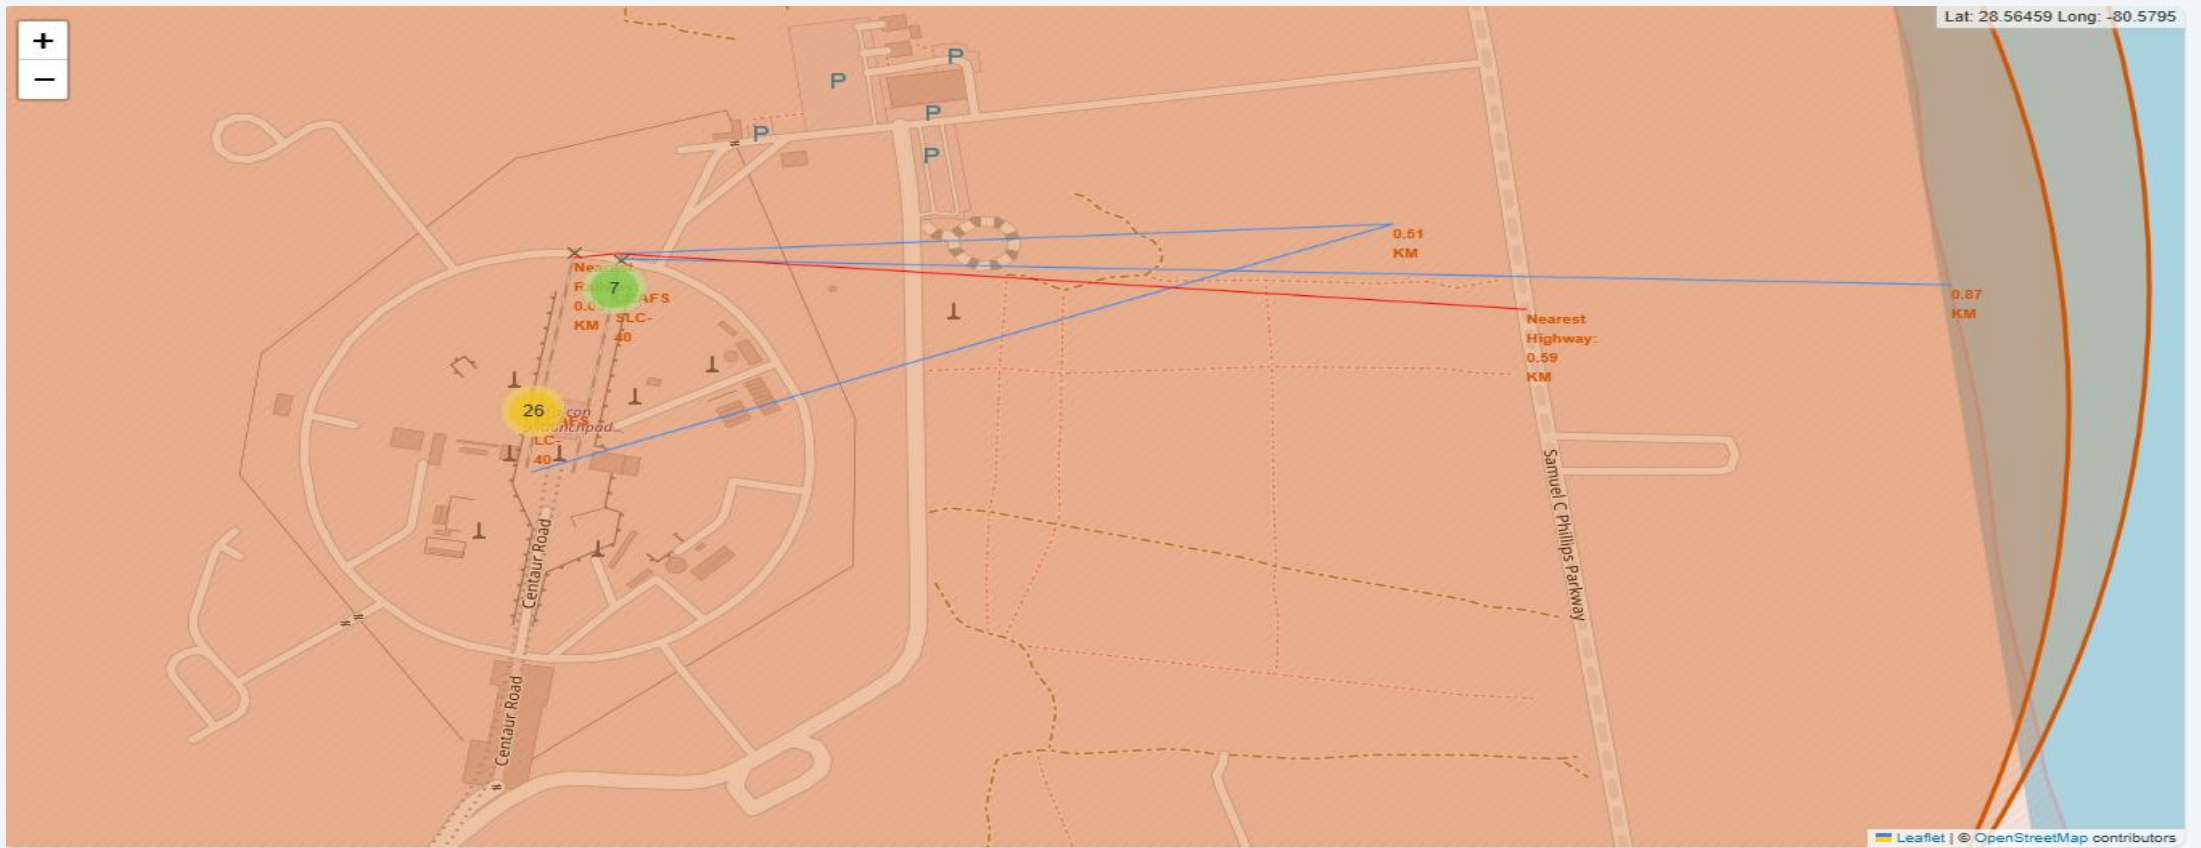 +
Lat: 28.56459 Long: -80.5795
−
P
P
P
P
P
0.51
KM
Nearest
7
AFS
0.87
KM
KM
SLC-
40
Nearest
Highway:
0.59
KM
26
LC-
40
Samuel C Phillips Parkway
Centaur Road
Centaur Road
Leaflet | © OpenStreetMap contributors